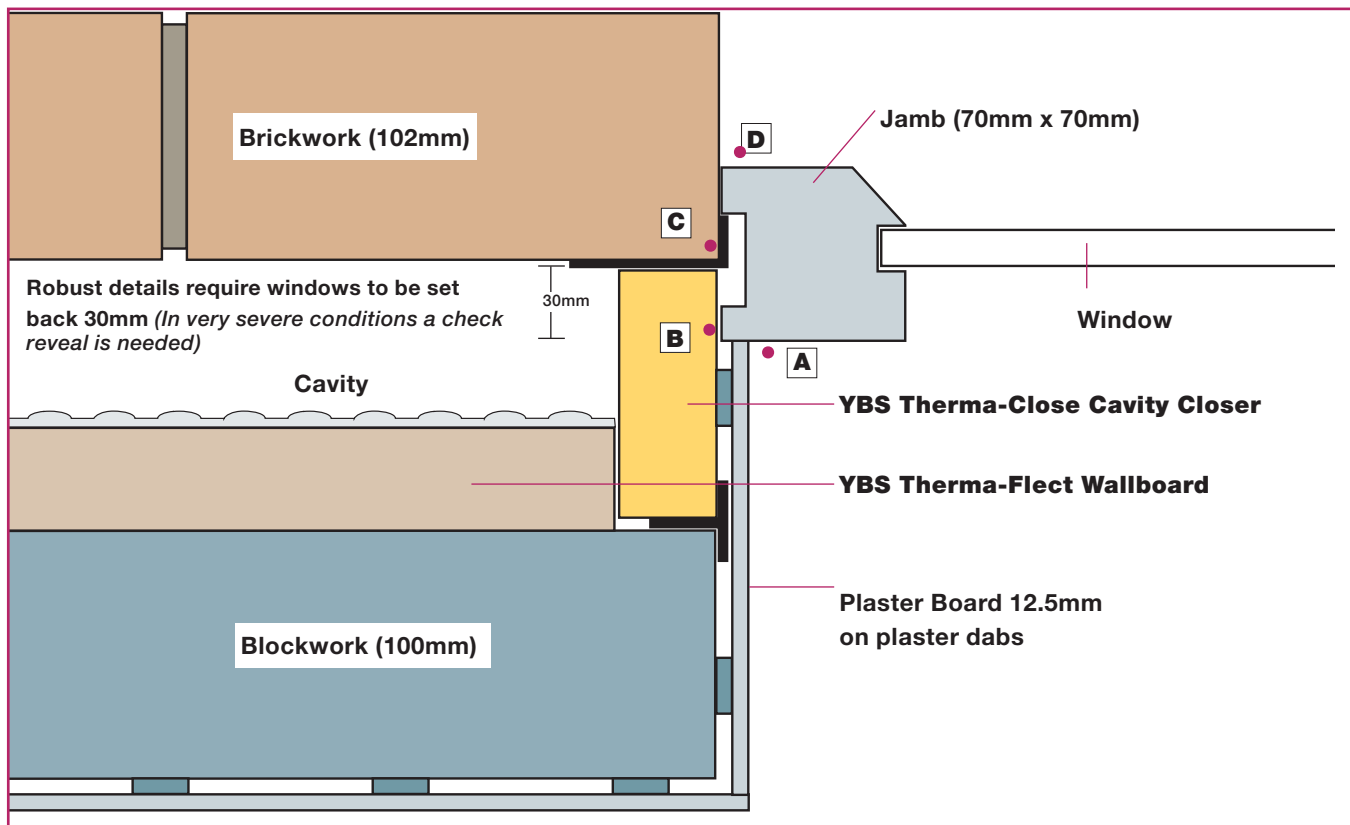 Brickwork (102mm)
D
Jamb (70mm x 70mm)
C
Robust details require windows to be set
back 30mm (In very severe conditions a check
reveal is needed)
30mm
B
Window
A
Cavity
YBS Therma-Close Cavity Closer
YBS Therma-Flect Wallboard
Plaster Board 12.5mm
on plaster dabs
Blockwork (100mm)